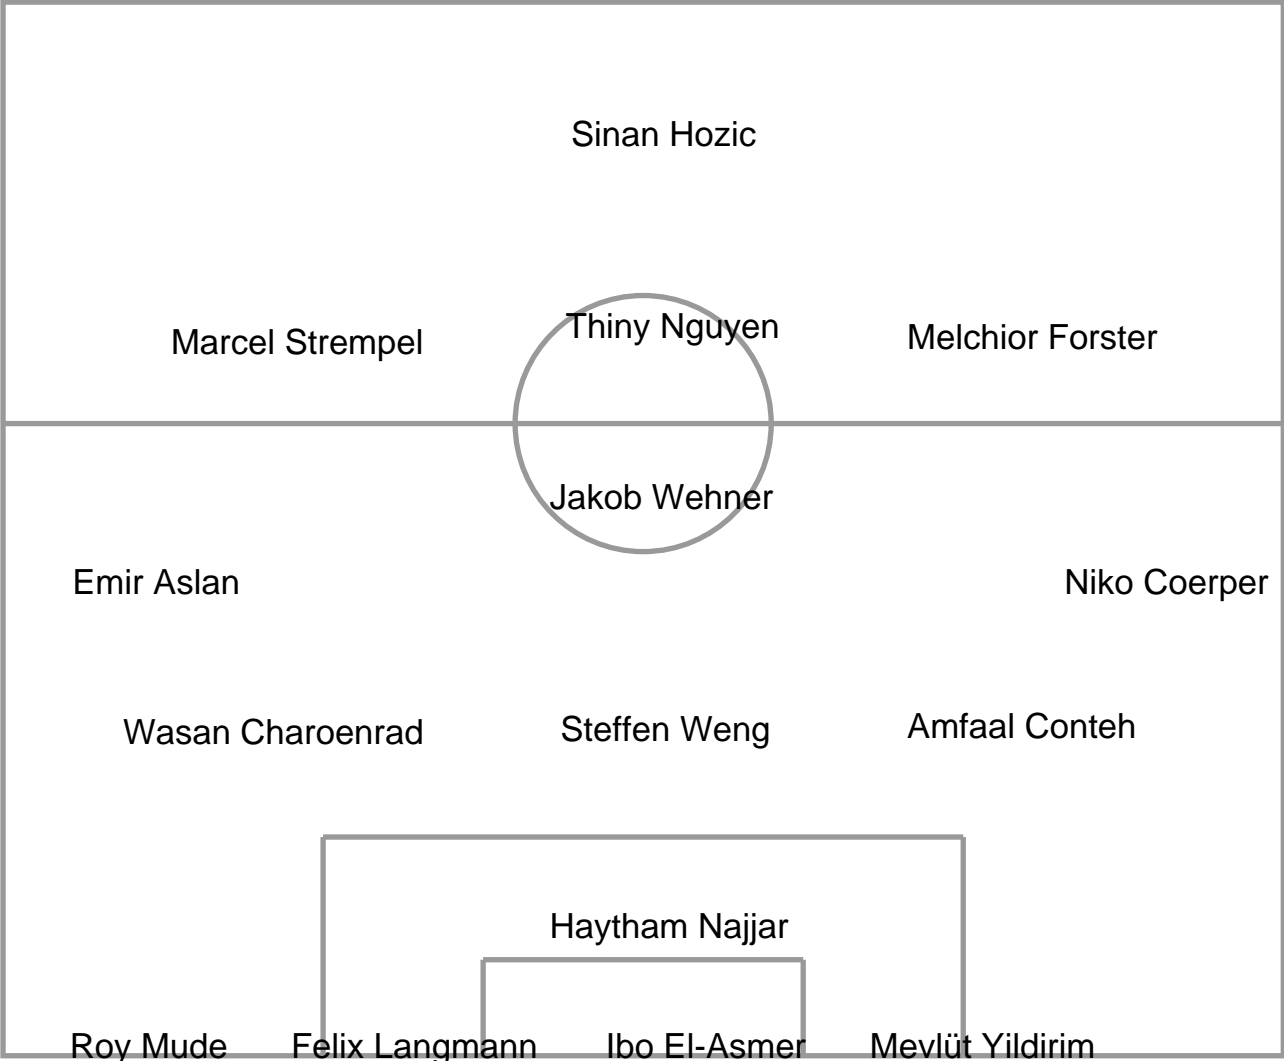 Sinan Hozic
Marcel Strempel
Thiny Nguyen
Melchior Forster
Jakob Wehner
Emir Aslan
Niko Coerper
Wasan Charoenrad
Steffen Weng
Amfaal Conteh
Haytham Najjar
Roy Mude
Felix Langmann
Ibo El-Asmer
Mevlüt Yildirim